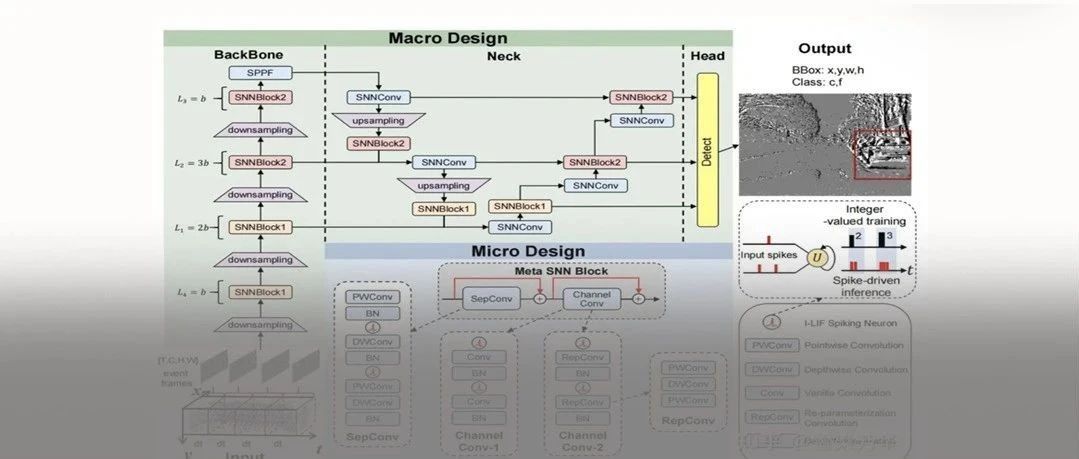 Macro Design
BackBone
Neck
Head
SPPF
L₃ = b
SNNBlock2
downsampling
L₂ = 3b
SNNBlock2
downsampling
L₁ = 2b
SNNBlock1
downsampling
L₄ = b
SNNBlock1
downsampling
[T,C,H,W]
event
frames
dt
dt
dt
dt
t
Input
SNNConv
upsampling
SNNBlock2
SNNConv
upsampling
SNNBlock1
SNNConv
SNNBlock1
SNNConv
SNNBlock2
SNNConv
SNNBlock2
Detect
Output
BBox: x,y,w,h
Class: c,f
Micro Design
Meta SNN Block
SepConv
Channel
Conv
PWConv
BN
DWConv
BN
PWConv
DWConv
BN
SepConv
Conv
BN
Conv
BN
Channel
Conv-1
RepConv
BN
RepConv
BN
Channel
Conv-2
PWConv
DWConv
PWConv
RepConv
Integer
-valued training
Input spikes
U
2
3
t
Spike-driven
inference
I-LIF Spiking Neuron
PWConv
Pointwise Convolution
DWConv
Depthwise Convolution
Conv
Vanilla Convolution
RepConv
Re-parameterization
Convolution